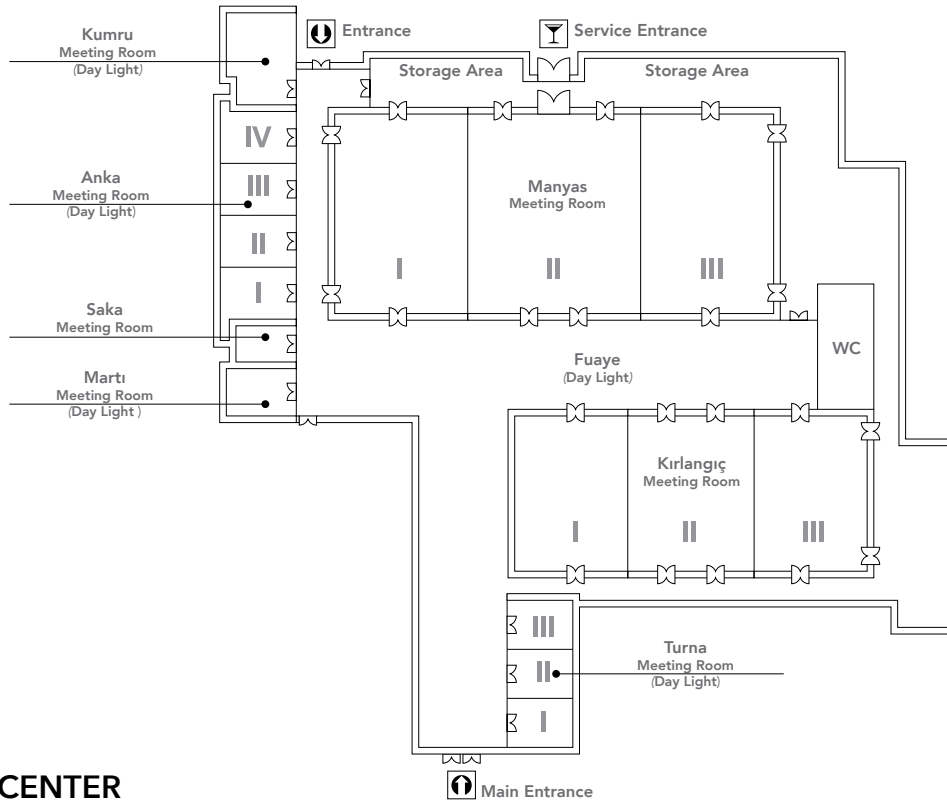 Kumru
Meeting Room
(Day Light)
Entrance
Service Entrance
Storage Area
Storage Area
IV
Anka
Meeting Room
(Day Light)
III
II
I
Manyas
Meeting Room
I
II
III
Saka
Meeting Room
Martı
Meeting Room
(Day Light )
Fuaye
(Day Light)
WC
Kırlangıç
Meeting Room
I
II
III
III
II
I
Turna
Meeting Room
(Day Light)
CENTER
Main Entrance